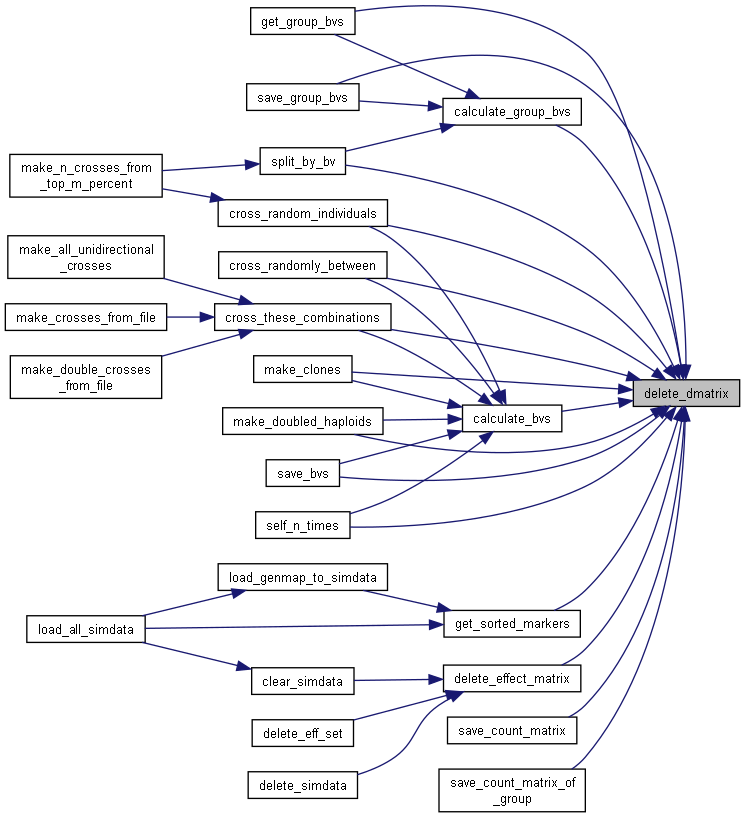 get_group_bvs
save_group_bvs
calculate_group_bvs
make_n_crosses_from
_top_m_percent
split_by_bv
cross_random_individuals
make_all_unidirectional
_crosses
cross_randomly_between
make_crosses_from_file
cross_these_combinations
make_double_crosses
_from_file
make_clones
delete_dmatrix
make_doubled_haploids
calculate_bvs
save_bvs
self_n_times
load_genmap_to_simdata
load_all_simdata
get_sorted_markers
clear_simdata
delete_effect_matrix
delete_eff_set
save_count_matrix
delete_simdata
save_count_matrix_of
_group